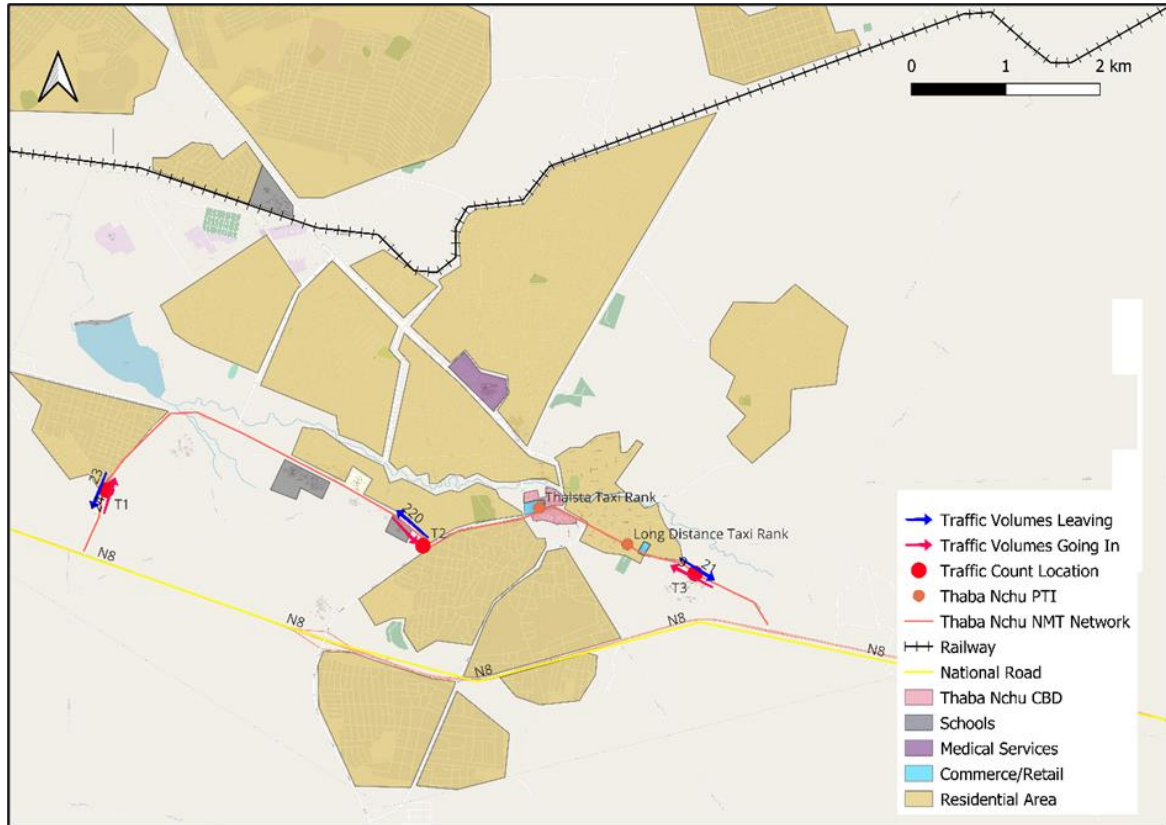 0 1 2 km
23
T1
220
T2
Thaista Taxi Rank
Long Distance Taxi Rank
21
T3
N8
N8
N8
N8
N8
Traffic Volumes Leaving
Traffic Volumes Going In
Traffic Count Location
Thaba Nchu PTI
Thaba Nchu NMT Network
Railway
National Road
Thaba Nchu CBD
Schools
Medical Services
Commerce/Retail
Residential Area